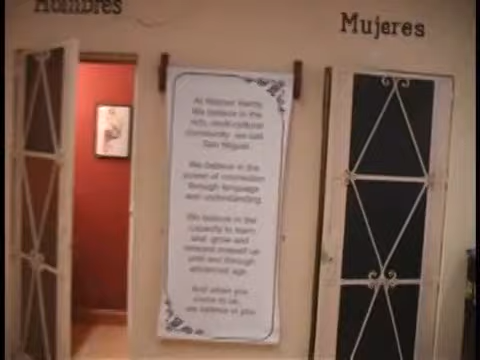 Hombres
Mujeres
At Warren Hardy
We believe in the
rich, multi-cultural
community we call
San Miguel.
We believe in the
power of connection
through language
and understanding.
We believe in the
capacity to learn
and grow and
ourself up
until and through
advanced age.
And when you
come to us,
we believe in you.